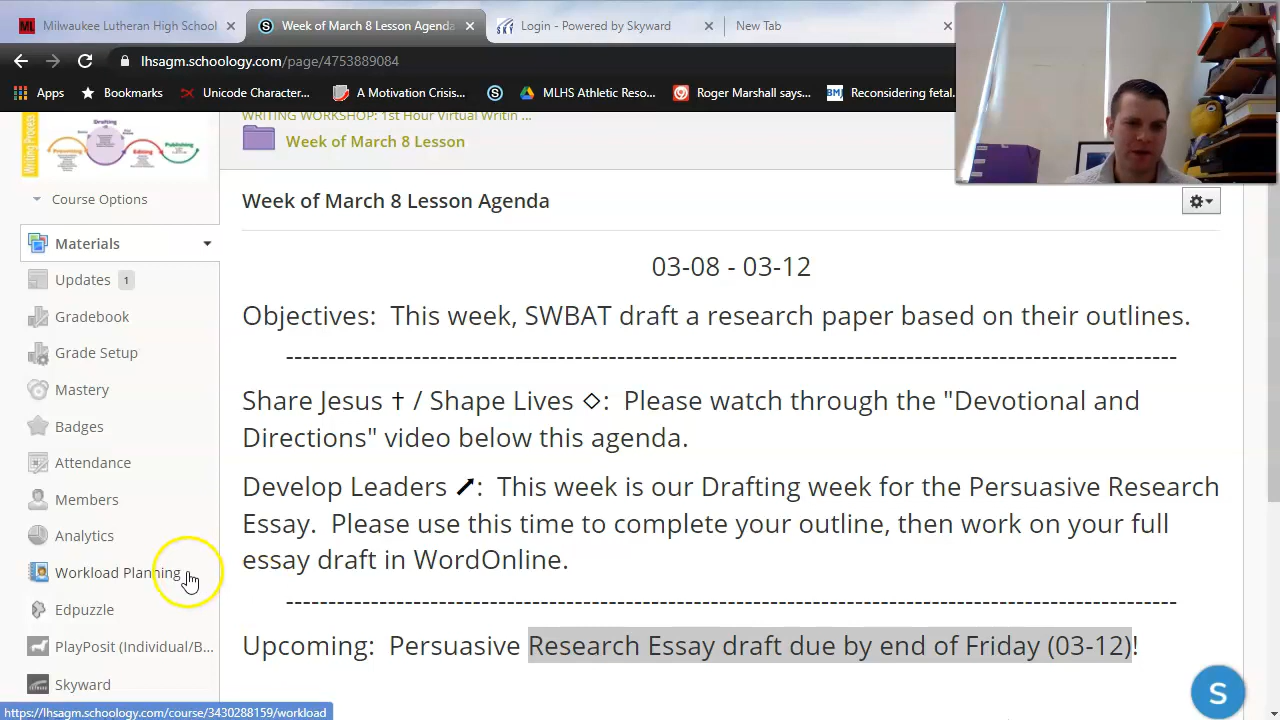 Milwaukee Lutheran High School
Week of March 8 Lesson Agenda
Login - Powered by Skyward
New Tab
lhsagm.schoology.com/page/4753889084
Apps
Bookmarks
Unicode Character...
A Motivation Crisis...
MLHS Athletic Reso...
Roger Marshall says...
BMJ
Reconsidering fetal.
WRITING WORKSHOP: 1st Hour Virtual Writin ...
Week of March 8 Lesson
Writing Process
Drafting
Prewriting
Editing
Publishing
Course Options
Materials
Updates 1
Gradebook
Grade Setup
Mastery
Badges
Attendance
Members
Analytics
Workload Planning
Edpuzzle
PlayPosit (Individual/B...
Skyward
https://lhsagm.schoology.com/course/3430288159/workload
Week of March 8 Lesson Agenda
03-08 - 03-12
Objectives:  This week, SWBAT draft a research paper based on their outlines.
Share Jesus † / Shape Lives ◇:  Please watch through the "Devotional and
Directions" video below this agenda.
Develop Leaders ➚:  This week is our Drafting week for the Persuasive Research
Essay.  Please use this time to complete your outline, then work on your full
essay draft in WordOnline.
Upcoming:  Persuasive Research Essay draft due by end of Friday (03-12)!
S